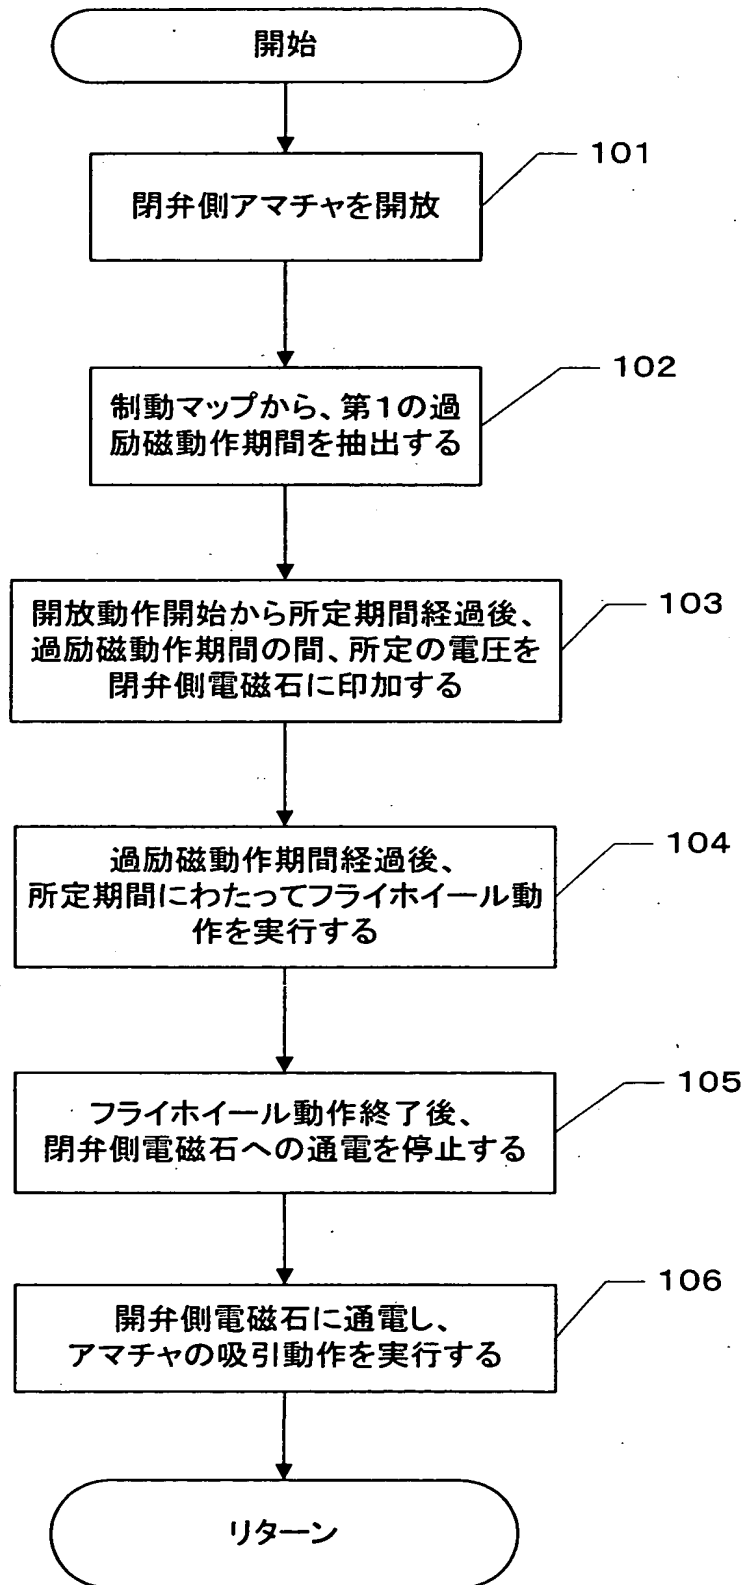 開始
101
閉弁側アマチャを開放
102
制動マップから、第1の過
励磁動作期間を抽出する
103
開放動作開始から所定期間経過後、
過励磁動作期間の間、所定の電圧を
閉弁側電磁石に印加する
104
過励磁動作期間経過後、
所定期間にわたってフライホイール動
作を実行する
105
フライホイール動作終了後、
閉弁側電磁石への通電を停止する
106
開弁側電磁石に通電し、
アマチャの吸引動作を実行する
リターン